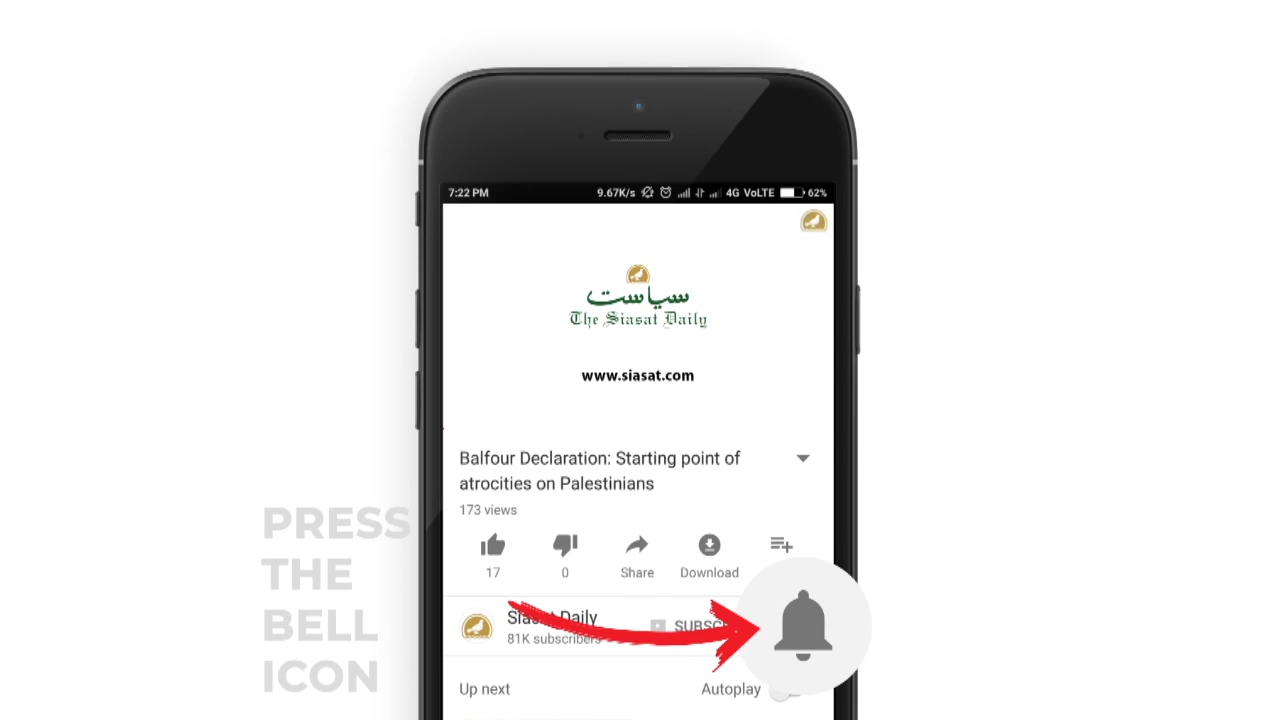 7:22 PM 9.67K/s 4G VoLTE 62%
سیاست
The Siasat Daily
www.siasat.com
Balfour Declaration: Starting point of
atrocities on Palestinians
173 views
17 0 Share Download
PRESS
THE
BELL
ICON
Siasat Daily
81K subscribers
Up next Autoplay